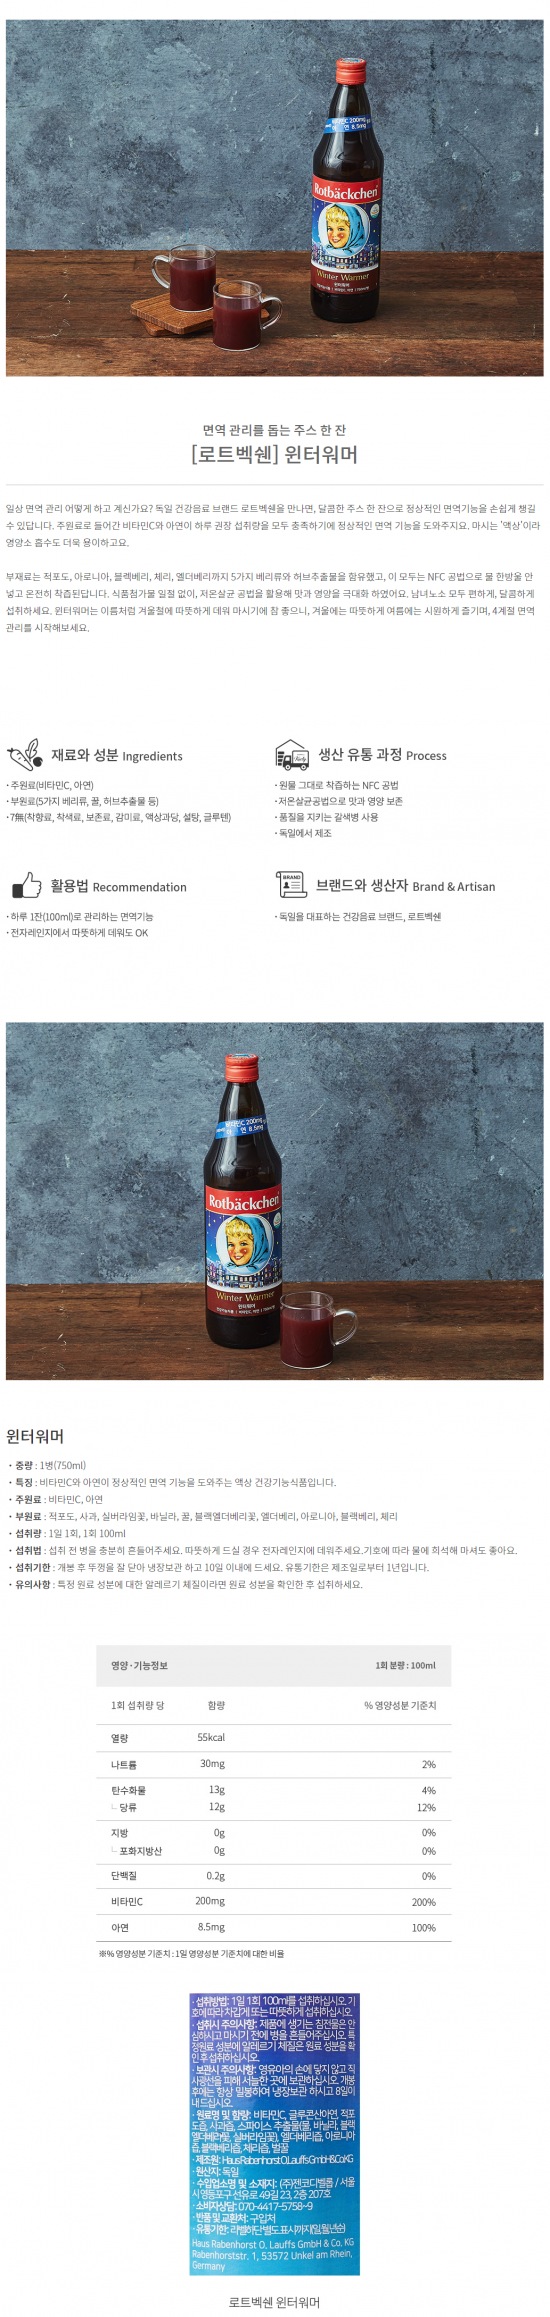 비타민C 200mg
아 연 8.5mg
Rotbäckchen
Winter Warmer
윈터워머
면역 관리를 돕는 주스 한 잔
[로트벡쉔] 윈터워머
일상 면역 관리 어떻게 하고 계신가요? 독일 건강음료 브랜드 로트벡쉔을 만나면, 달콤한 주스 한 잔으로 정상적인 면역기능을 손쉽게 챙길
수 있답니다. 주원료로 들어간 비타민C와 아연이 하루 권장 섭취량을 모두 충족하기에 정상적인 면역 기능을 도와주지요. 마시는 '액상'이라
영양소 흡수도 더욱 용이하고요.
부재료는 적포도, 아로니아, 블랙베리, 체리, 엘더베리까지 5가지 베리류와 허브추출물을 함유했고, 이 모두는 NFC 공법으로 물 한방울 안
넣고 온전히 착즙된답니다. 식품첨가물 일절 없이, 저온살균 공법을 활용해 맛과 영양을 극대화 하였어요. 남녀노소 모두 편하게, 달콤하게
섭취하세요. 윈터워머는 이름처럼 겨울철에 따뜻하게 데워 마시기에 참 좋으니, 겨울에는 따뜻하게 여름에는 시원하게 즐기며, 4계절 면역
관리를 시작해보세요.
재료와 성분 Ingredients
· 주원료(비타민C, 아연)
· 부원료(5가지 베리류, 꿀, 허브추출물 등)
· 7無(착향료, 착색료, 보존료, 감미료, 액상과당, 설탕, 글루텐)
생산 유통 과정 Process
· 원물 그대로 착즙하는 NFC 공법
· 저온살균공법으로 맛과 영양 보존
· 품질을 지키는 갈색병 사용
· 독일에서 제조
활용법 Recommendation
· 하루 1잔(100ml)로 관리하는 면역기능
· 전자레인지에서 따뜻하게 데워도 OK
BRAND
브랜드와 생산자 Brand & Artisan
· 독일을 대표하는 건강음료 브랜드, 로트벡쉔
비타민C 200mg
아 연 8.5mg
Rotbäckchen
Winter Warmer
윈터워머
윈터워머
· 중량 : 1병(750ml)
· 특징 : 비타민C와 아연이 정상적인 면역 기능을 도와주는 액상 건강기능식품입니다.
· 주원료 : 비타민C, 아연
· 부원료 : 적포도, 사과, 실버라임꽃, 바닐라, 꿀, 블랙엘더베리꽃, 엘더베리, 아로니아, 블랙베리, 체리
· 섭취량 : 1일 1회, 1회 100ml
· 섭취법 : 섭취 전 병을 충분히 흔들어주세요. 따뜻하게 드실 경우 전자레인지에 데워주세요.기호에 따라 물에 희석해 마셔도 좋아요.
· 섭취기한 : 개봉 후 뚜껑을 잘 닫아 냉장보관 하고 10일 이내에 드세요. 유통기한은 제조일로부터 1년입니다.
· 유의사항 : 특정 원료 성분에 대한 알레르기 체질이라면 원료 성분을 확인한 후 섭취하세요.
영양·기능정보 1회 분량 : 100ml
1회 섭취량 당 함량 % 영양성분 기준치
열량 55kcal
나트륨 30mg 2%
탄수화물 13g 4%
└ 당류 12g 12%
지방 0g 0%
└ 포화지방산 0g 0%
단백질 0.2g 0%
비타민C 200mg 200%
아연 8.5mg 100%
※% 영양성분 기준치 : 1일 영양성분 기준치에 대한 비율
· 섭취방법: 1일 1회 100ml를 섭취하십시오. 기
호에 따라 차갑게 또는 따뜻하게 섭취하십시오.
· 섭취시 주의사항: 제품에 생기는 침전물은 안
심하시고 마시기 전에 병을 흔들어주십시오. 특
정원료 성분에 알레르기 체질은 원료 성분을 확
인 후 섭취하십시오.
· 보관시 주의사항: 영유아의 손에 닿지 않고 직
사광선을 피해 서늘한 곳에 보관하십시오. 개봉
후에는 항상 밀봉하여 냉장보관 하시고 8일이
내 드십시오.
· 원료명 및 함량: 비타민C, 글루콘산아연, 적포
도즙, 사과즙, 스파이스 추출물(물, 바닐라, 블랙
엘더베라꽃, 실버라임꽃), 엘더베리즙, 아로니아
즙, 블랙베리즙, 체리즙, 벌꿀
· 제조원: Haus Rabenhorst O. Lauffs GmbH & Co. KG
· 원산지: 독일
· 수입업소명 및 소재지: (주)젠코디벨롭 / 서울
시 영등포구 선유로 49길 23, 2층 207호
· 소비자상담: 070-4417-5758~9
· 반품 및 교환처: 구입처
· 유통기한: 라벨하단 별도 표시까지(일,월,년순)
Haus Rabenhorst O. Lauffs GmbH & Co. KG
Rabenhorststr. 1, 53572 Unkel am Rhein,
Germany
로트벡쉔 윈터워머